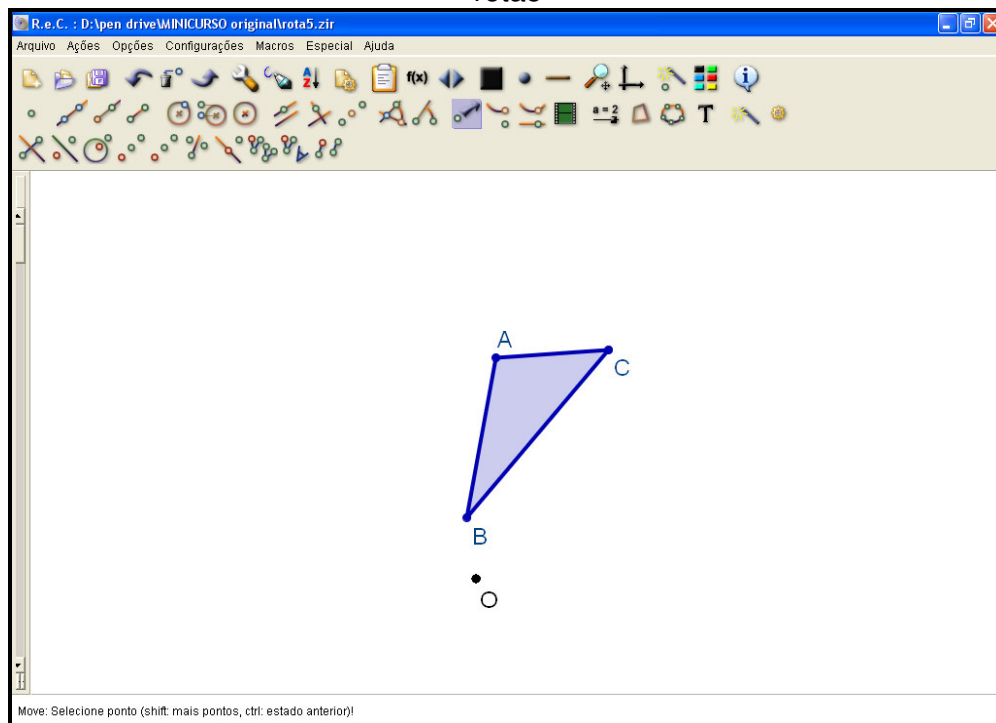 R.e.C. : D:\pen drive\MINICURSO original\rota5.zir
Arquivo Ações Opções Configurações Macros Especial Ajuda
f(x)
a=2
T
A
C
B
O
Move: Selecione ponto (shift: mais pontos, ctrl: estado anterior)!